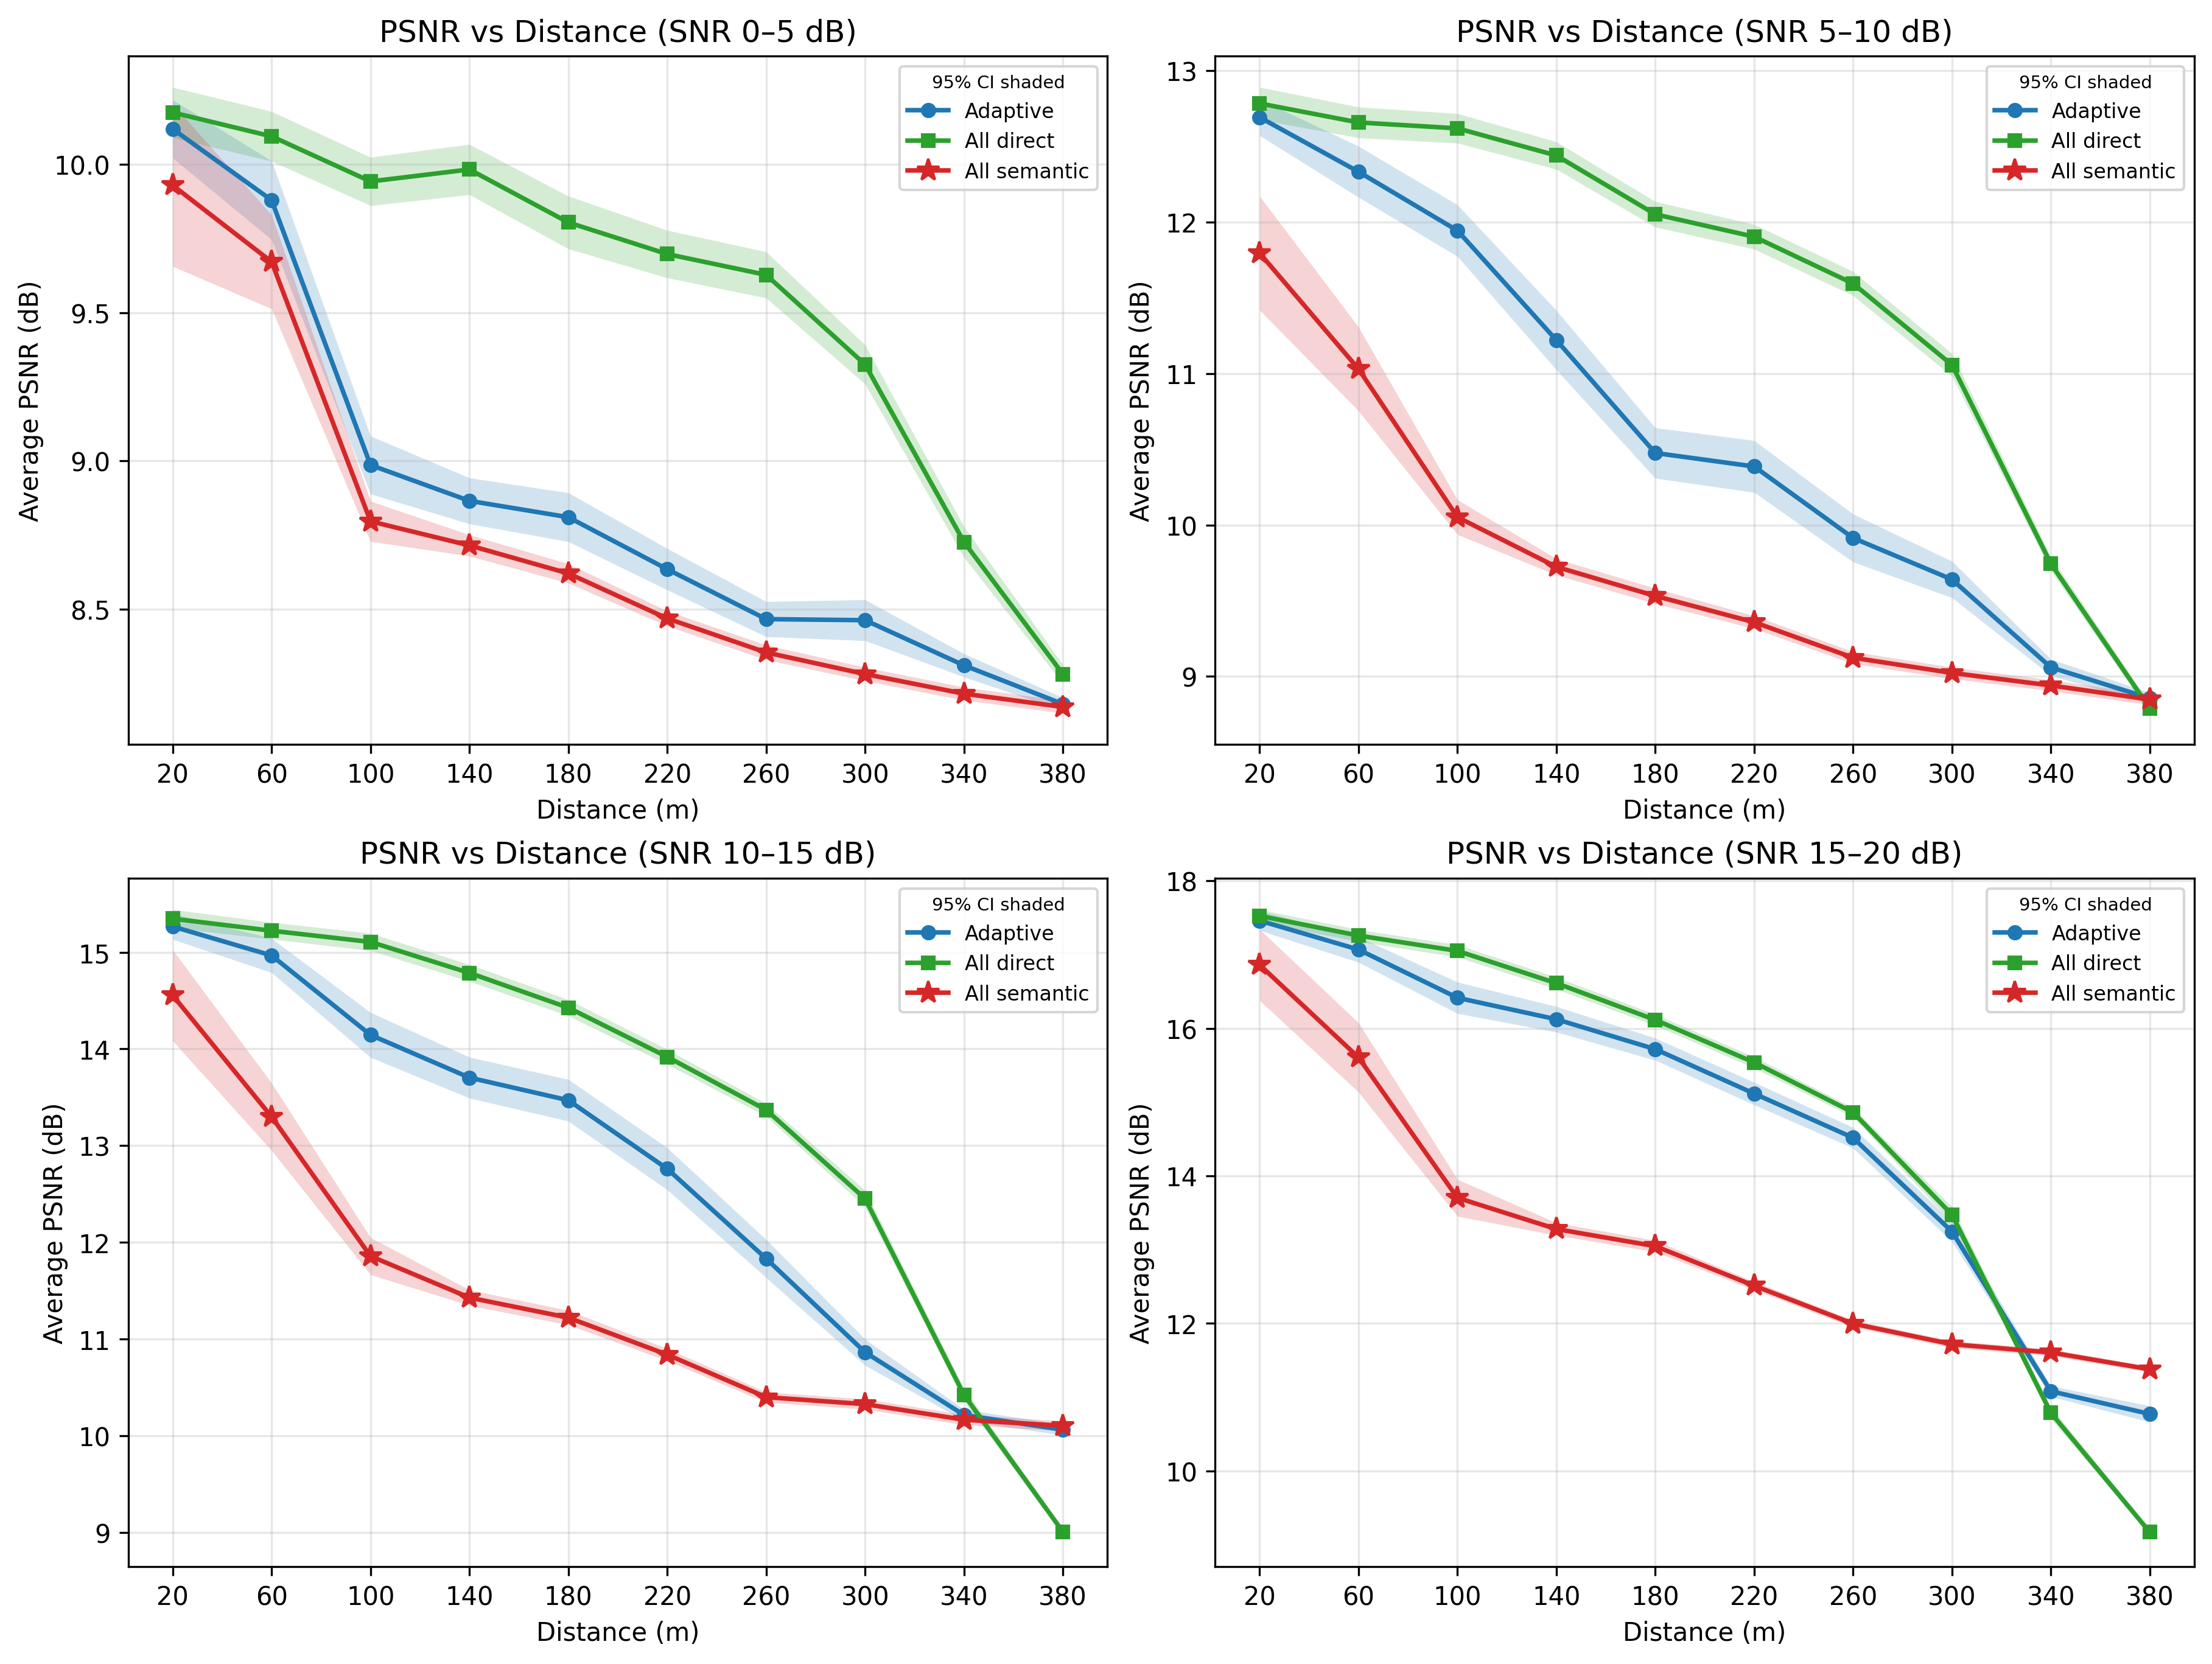 PSNR vs Distance (SNR 0–5 dB)
10.0
9.5
9.0
8.5
Average PSNR (dB)
95% CI shaded
Adaptive
All direct
All semantic
20 60 100 140 180 220 260 300 340 380
Distance (m)
PSNR vs Distance (SNR 5–10 dB)
13
12
11
10
9
Average PSNR (dB)
95% CI shaded
Adaptive
All direct
All semantic
20 60 100 140 180 220 260 300 340 380
Distance (m)
PSNR vs Distance (SNR 10–15 dB)
15
14
13
12
11
10
9
Average PSNR (dB)
95% CI shaded
Adaptive
All direct
All semantic
20 60 100 140 180 220 260 300 340 380
Distance (m)
PSNR vs Distance (SNR 15–20 dB)
18
16
14
12
10
Average PSNR (dB)
95% CI shaded
Adaptive
All direct
All semantic
20 60 100 140 180 220 260 300 340 380
Distance (m)